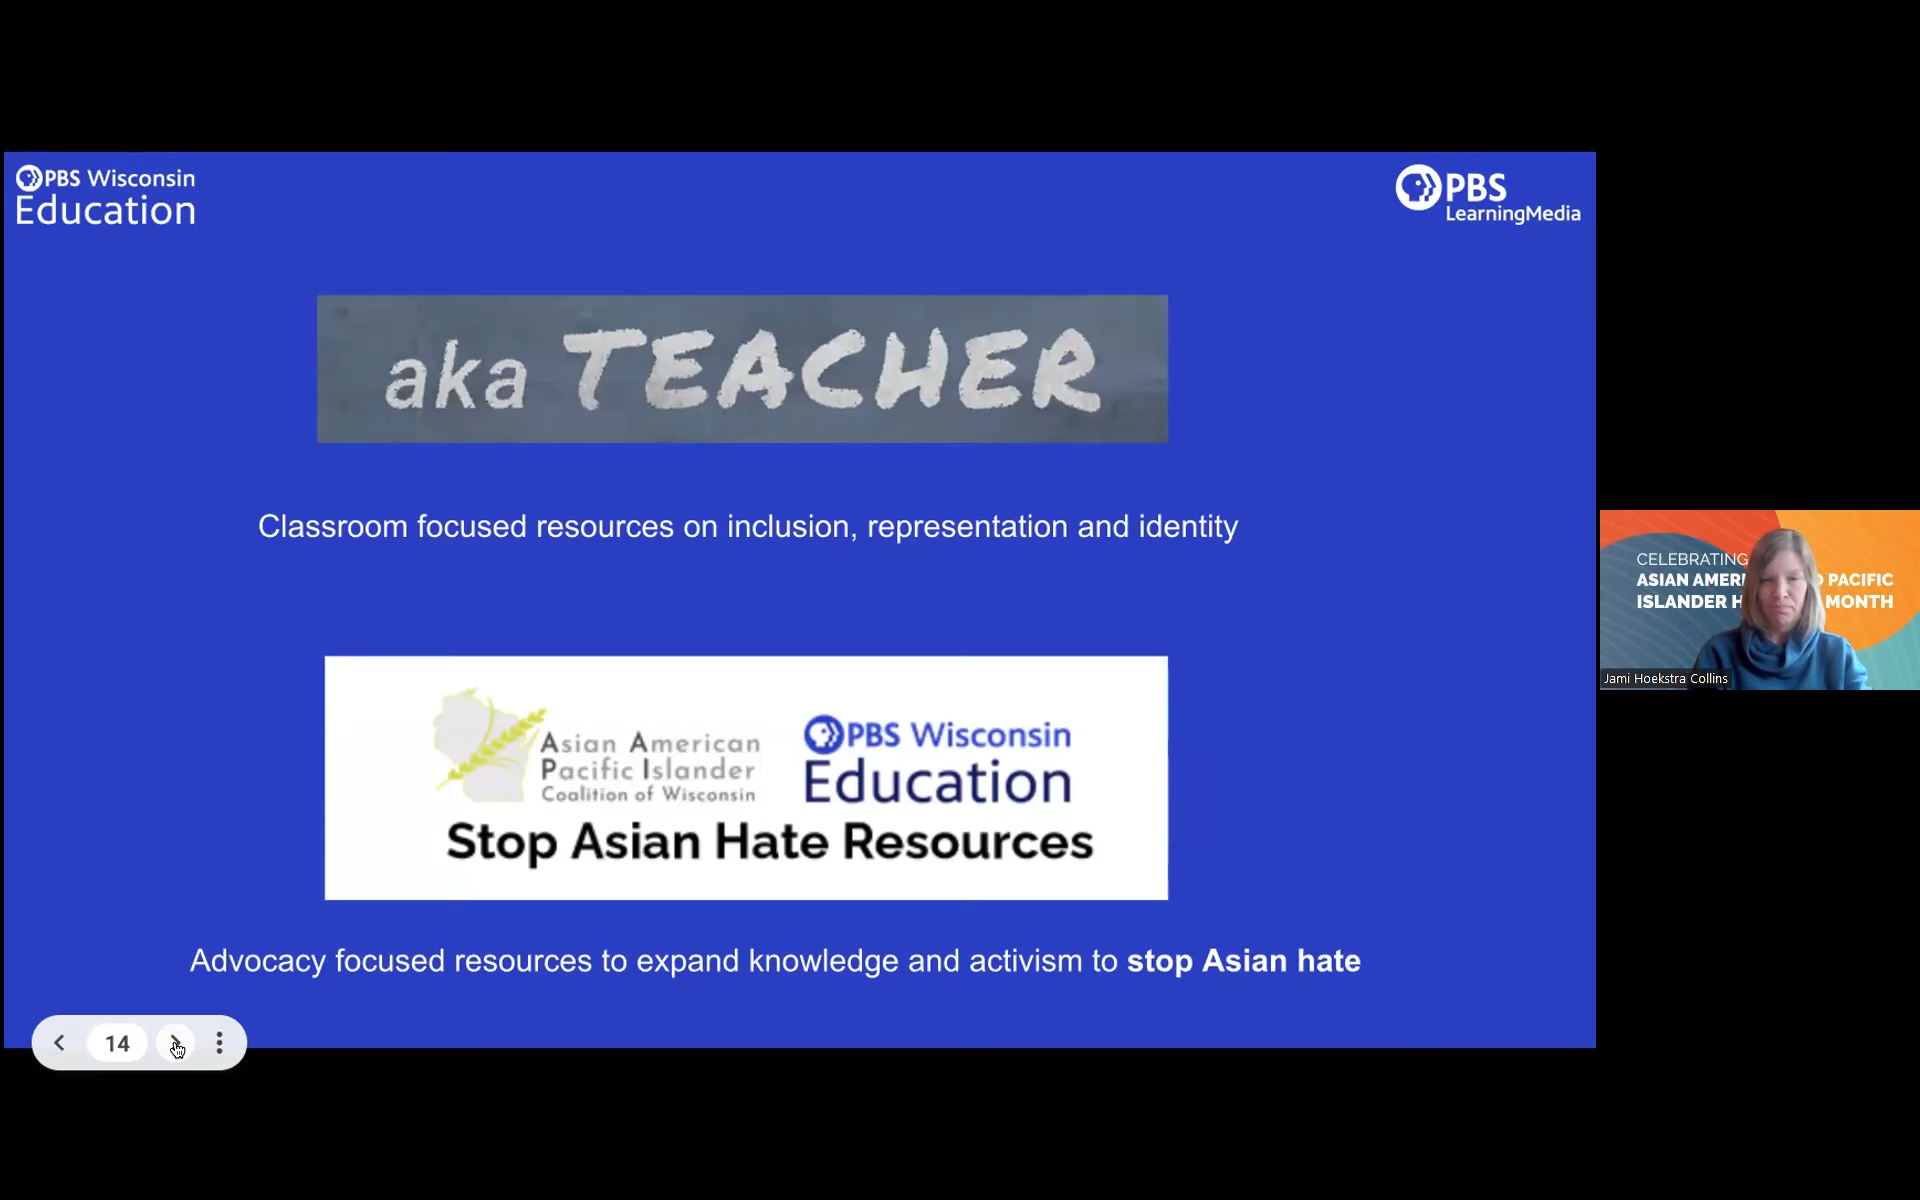 PBS Wisconsin
Education
PBS
LearningMedia
aka TEACHER
Classroom focused resources on inclusion, representation and identity
Asian American
Pacific Islander
Coalition of Wisconsin
PBS Wisconsin
Education
Stop Asian Hate Resources
Advocacy focused resources to expand knowledge and activism to stop Asian hate
14
CELEBRATING
ASIAN AMERI PACIFIC
ISLANDER H MONTH
Jami Hoekstra Collins